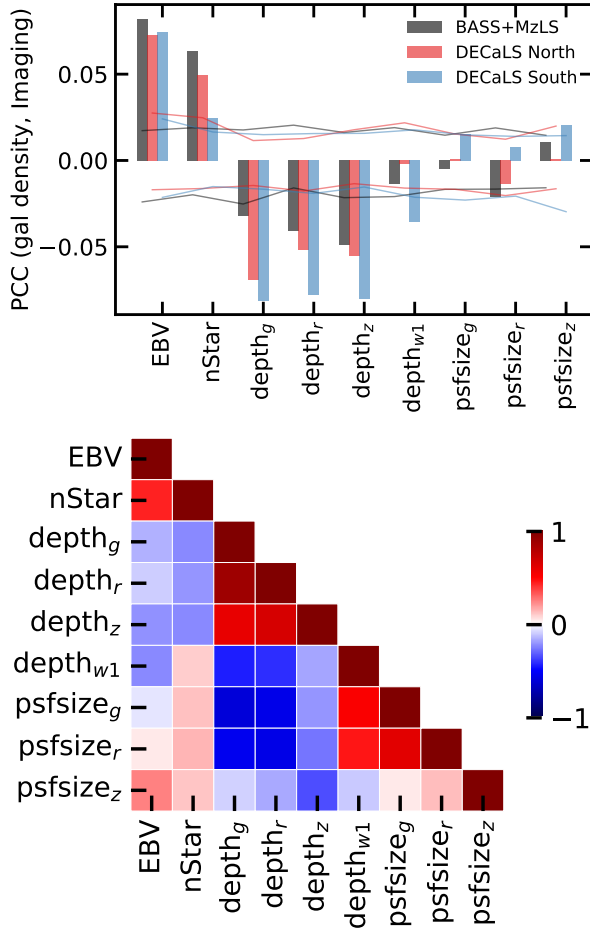 PCC (gal density, Imaging)
0.05
0.00
−0.05
BASS+MzLS
DECaLS North
DECaLS South
EBV
nStar
depth_g
depth_r
depth_z
depth_w1
psfsize_g
psfsize_r
psfsize_z
EBV
nStar
depth_g
depth_r
depth_z
depth_w1
psfsize_g
psfsize_r
psfsize_z
1
0
−1
EBV
nStar
depth_g
depth_r
depth_z
depth_w1
psfsize_g
psfsize_r
psfsize_z